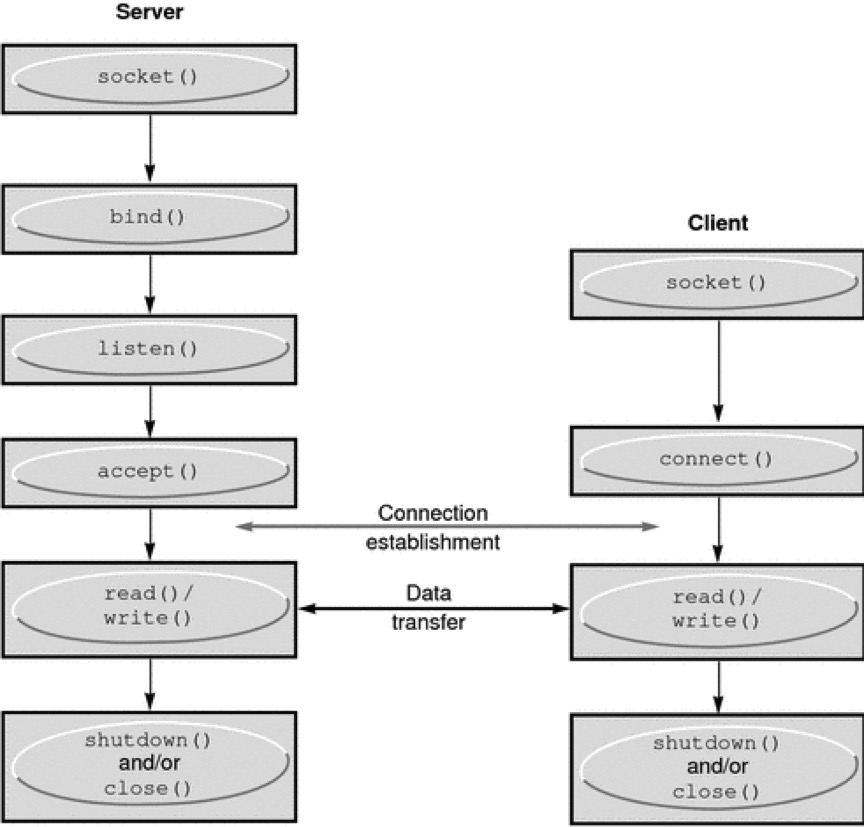 Server
socket()
bind()
listen()
accept()
read()/
write()
shutdown()
and/or
close()
Client
socket()
connect()
read()/
write()
shutdown()
and/or
close()
Connection
establishment
Data
transfer